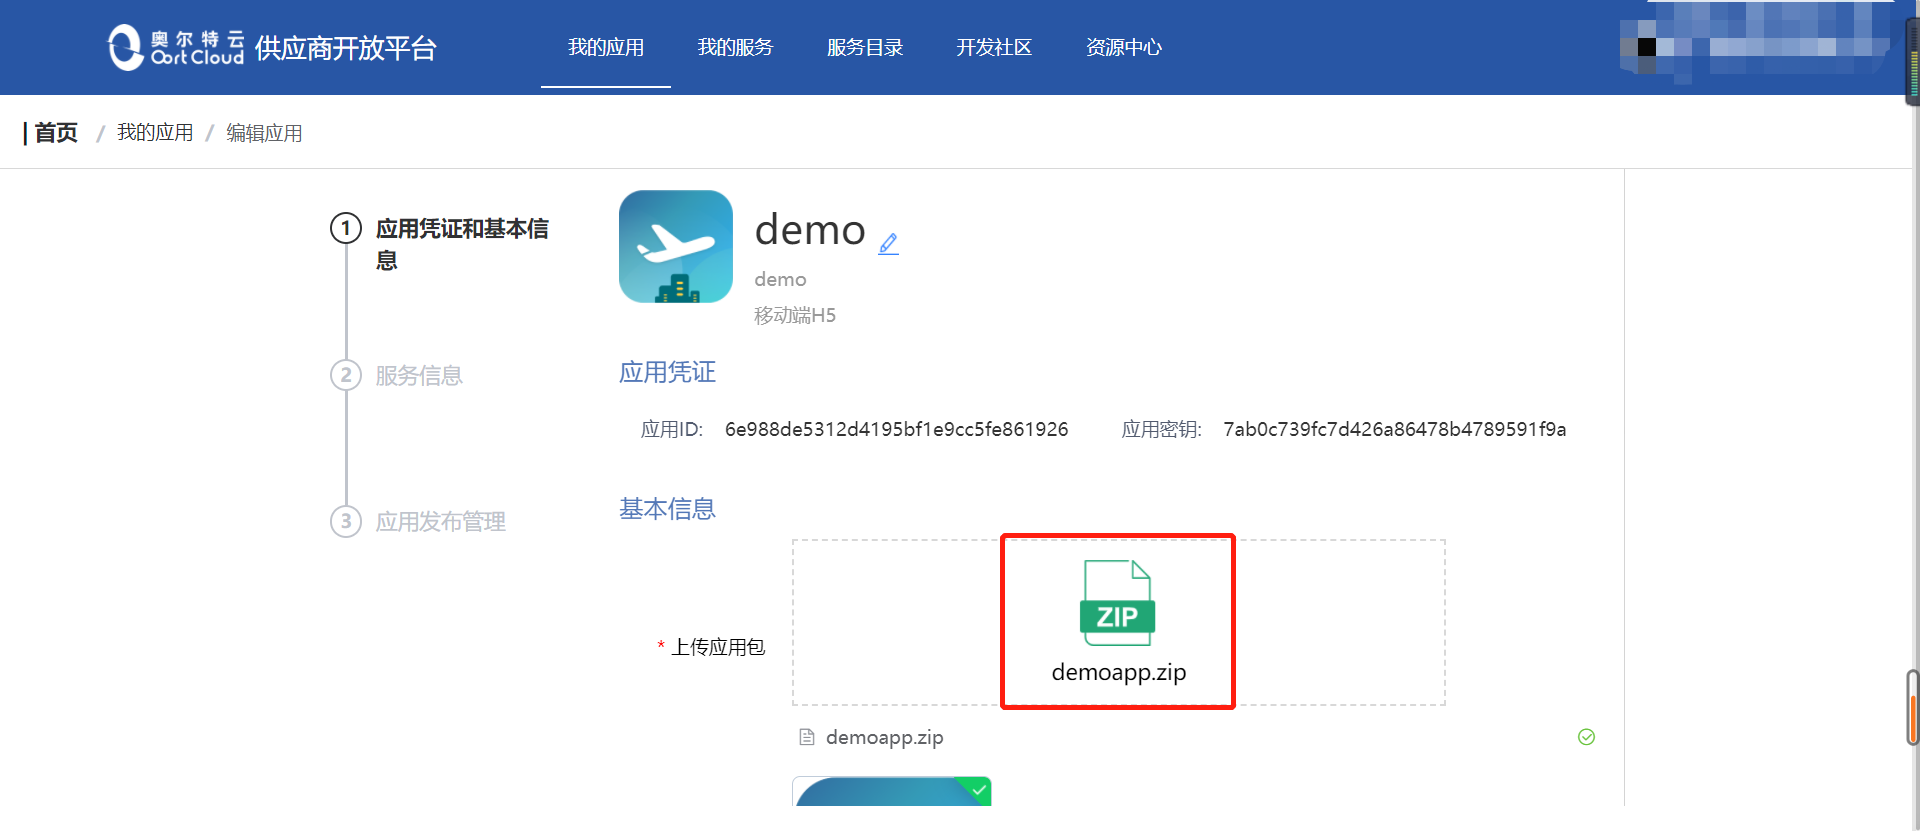 奥尔特云
Oort Cloud
供应商开放平台
我的应用
我的服务
服务目录
开发社区
资源中心
首页 / 我的应用 / 编辑应用
1
应用凭证和基本信
息
2
服务信息
3
应用发布管理
demo
demo
移动端H5
应用凭证
应用ID: 6e988de5312d4195bf1e9cc5fe861926
应用密钥: 7ab0c739fc7d426a86478b4789591f9a
基本信息
* 上传应用包
ZIP
demoapp.zip
demoapp.zip